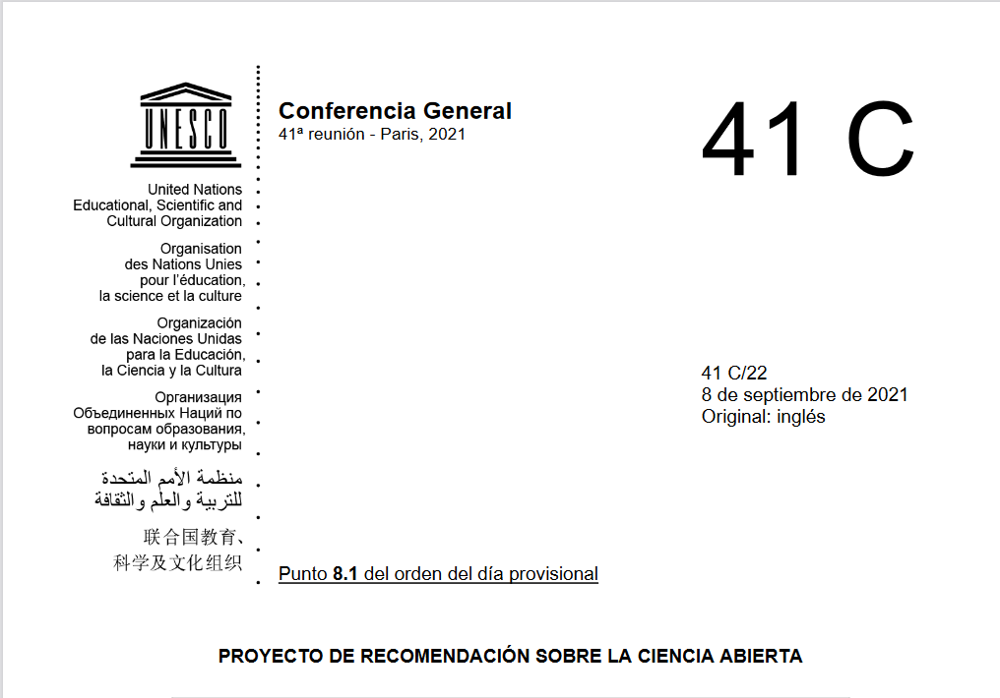 UNESCO
United Nations
Educational, Scientific and
Cultural Organization
Organisation
des Nations Unies
pour l'éducation,
la science et la culture
Organización
de las Naciones Unidas
para la Educación,
la Ciencia y la Cultura
Организация
Объединенных Наций по
вопросам образования,
науки и культуры
منظمة الأمم المتحدة
للتربية والعلم والثقافة
联合国教育、
科学及文化组织
Conferencia General
41ª reunión - Paris, 2021
41 C
41 C/22
8 de septiembre de 2021
Original: inglés
Punto 8.1 del orden del día provisional
PROYECTO DE RECOMENDACIÓN SOBRE LA CIENCIA ABIERTA